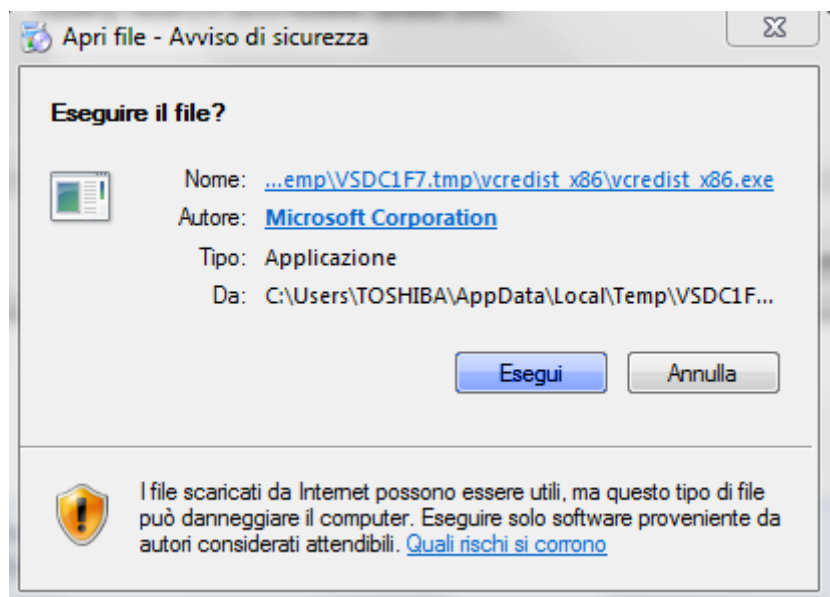 Apri file - Avviso di sicurezza
Eseguire il file?
Nome: ...emp\VSDC1F7.tmp\vcredist_x86\vcredist_x86.exe
Autore: Microsoft Corporation
Tipo: Applicazione
Da: C:\Users\TOSHIBA\AppData\Local\Temp\VSDC1F...
Esegui Annulla
I file scaricati da Internet possono essere utili, ma questo tipo di file
può danneggiare il computer. Eseguire solo software proveniente da
autori considerati attendibili. Quali rischi si corrono